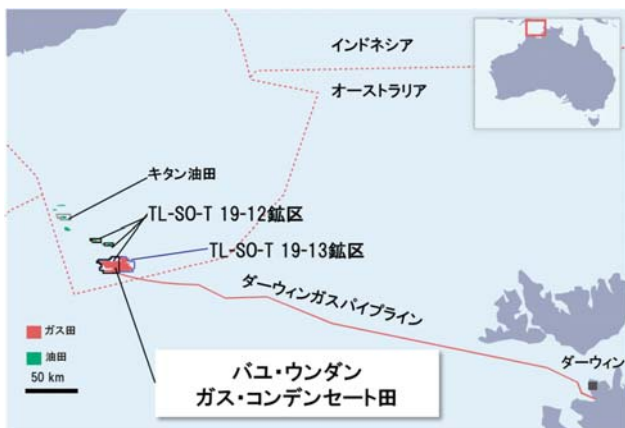 インドネシア
オーストラリア
キタン油田
TL-SO-T 19-12鉱区
TL-SO-T 19-13鉱区
ダーウィンガスパイプライン
ガス田
油田
50 km
バユ・ウンダン
ガス・コンデンセート田
ダーウィン